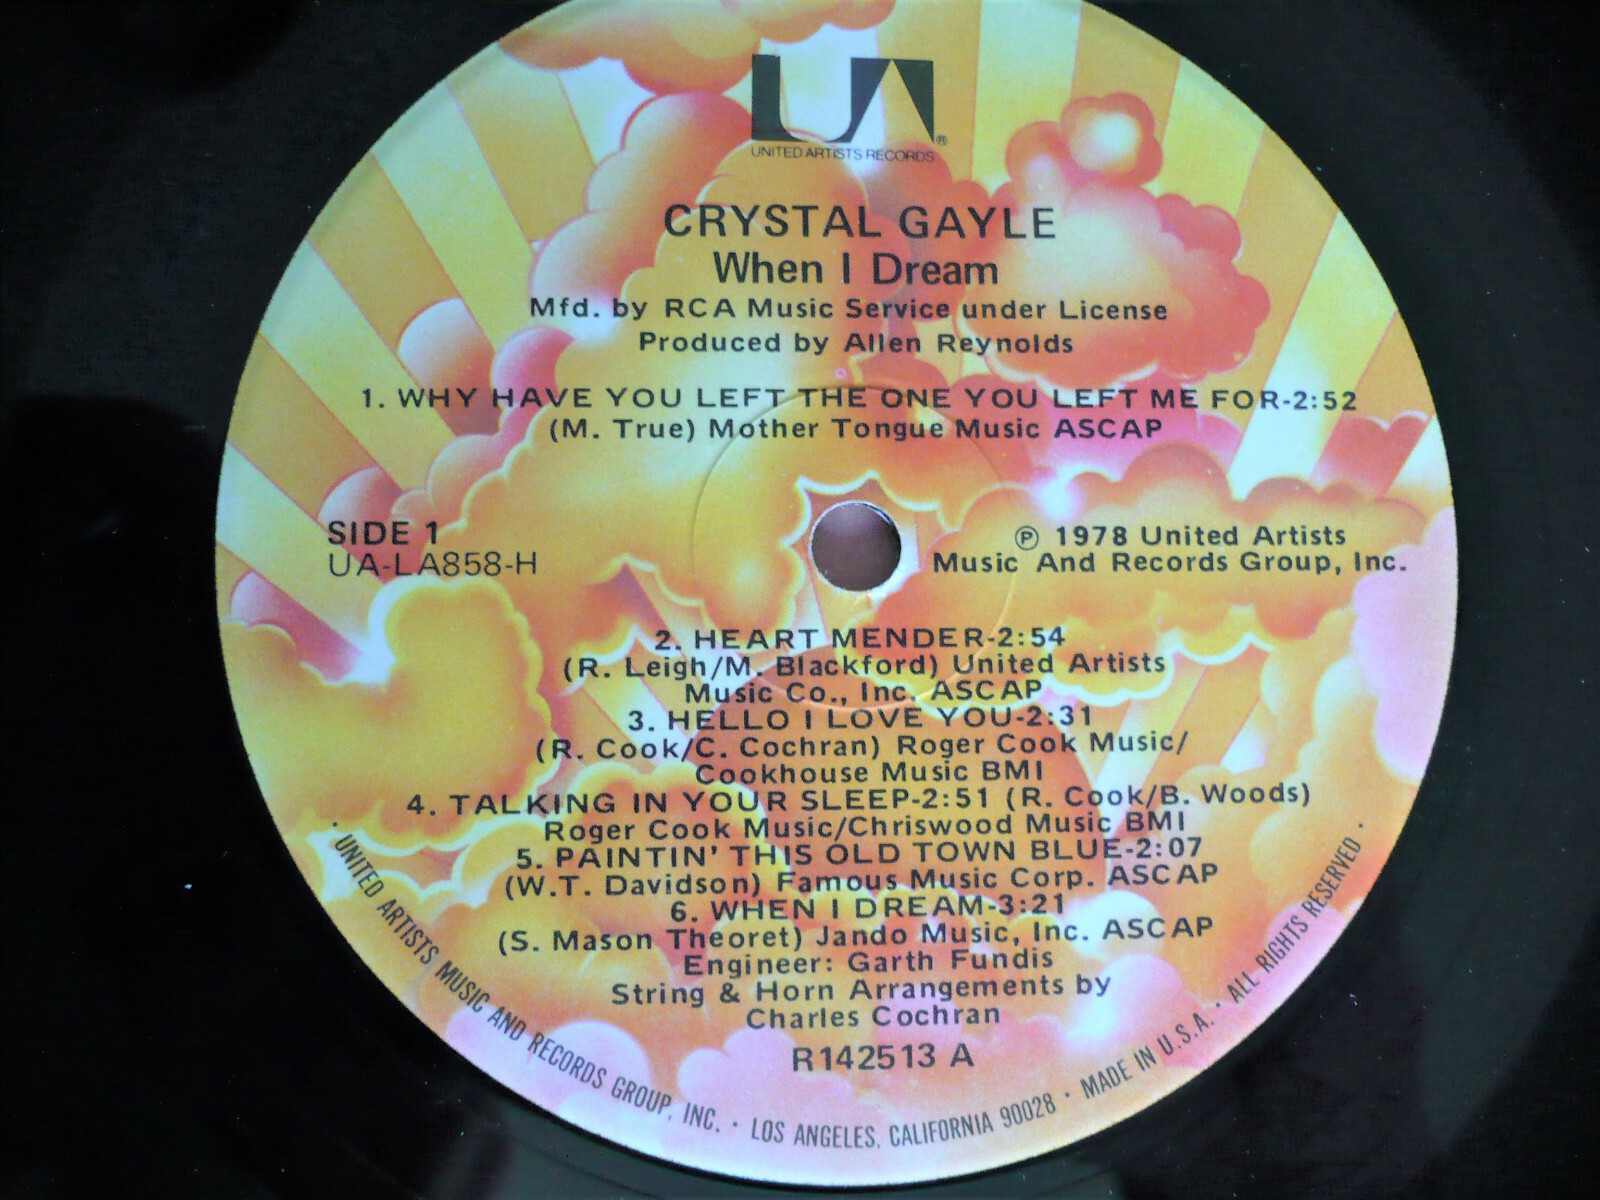 UA®
UNITED ARTISTS RECORDS
CRYSTAL GAYLE
When I Dream
Mfd. by RCA Music Service under License
Produced by Allen Reynolds
1. WHY HAVE YOU LEFT THE ONE YOU LEFT ME FOR-2:52
(M. True) Mother Tongue Music ASCAP
SIDE 1
UA-LA858-H
℗ 1978 United Artists
Music And Records Group, Inc.
2. HEART MENDER-2:54
(R. Leigh/M. Blackford) United Artists
Music Co., Inc. ASCAP
3. HELLO I LOVE YOU-2:31
(R. Cook/C. Cochran) Roger Cook Music/
Cookhouse Music BMI
4. TALKING IN YOUR SLEEP-2:51 (R. Cook/B. Woods)
Roger Cook Music/Chriswood Music BMI
5. PAINTIN' THIS OLD TOWN BLUE-2:07
(W.T. Davidson) Famous Music Corp. ASCAP
6. WHEN I DREAM-3:21
(S. Mason Theoret) Jando Music, Inc. ASCAP
Engineer: Garth Fundis
String & Horn Arrangements by
Charles Cochran
R142513 A
· UNITED ARTISTS MUSIC AND RECORDS GROUP, INC. · LOS ANGELES, CALIFORNIA 90028 · MADE IN U.S.A. · ALL RIGHTS RESERVED ·